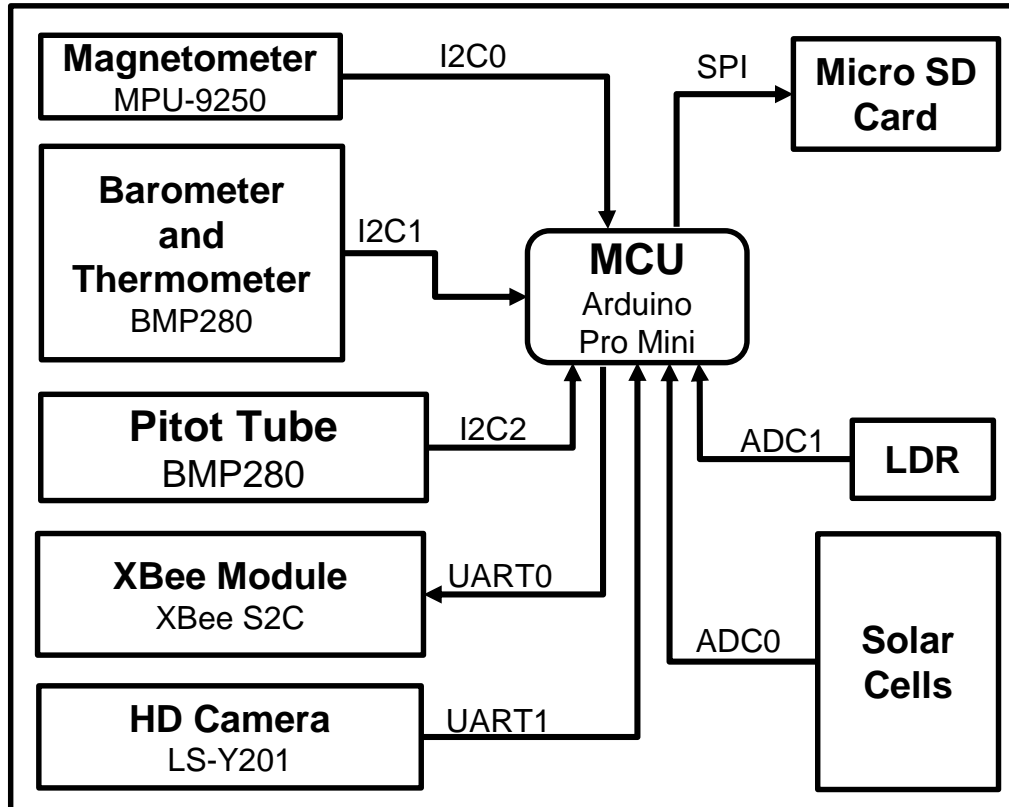 Magnetometer
MPU-9250
I2C0
SPI
Micro SD
Card
Barometer
and
Thermometer
BMP280
I2C1
MCU
Arduino
Pro Mini
Pitot Tube
BMP280
I2C2
ADC1
LDR
XBee Module
XBee S2C
UART0
ADC0
Solar
Cells
HD Camera
LS-Y201
UART1